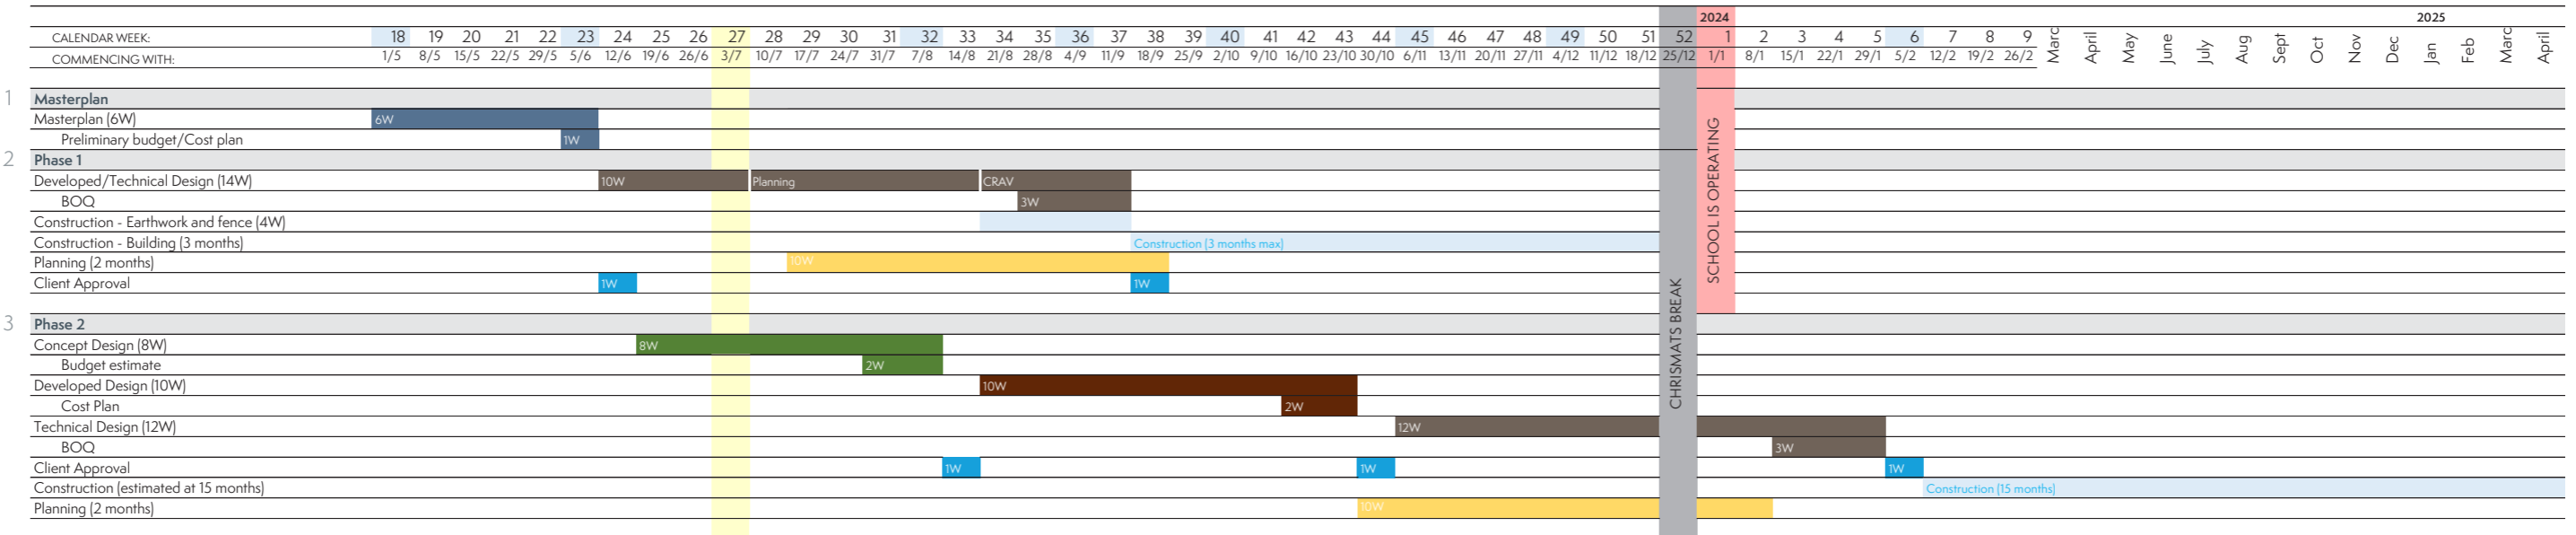 2024 2025
CALENDAR WEEK: 18 19 20 21 22 23 24 25 26 27 28 29 30 31 32 33 34 35 36 37 38 39 40 41 42 43 44 45 46 47 48 49 50 51 52 1 2 3 4 5 6 7 8 9 Marc April May June July Aug Sept Oct Nov Dec Jan Feb Marc April
COMMENCING WITH: 1/5 8/5 15/5 22/5 29/5 5/6 12/6 19/6 26/6 3/7 10/7 17/7 24/7 31/7 7/8 14/8 21/8 28/8 4/9 11/9 18/9 25/9 2/10 9/10 16/10 23/10 30/10 6/11 13/11 20/11 27/11 4/12 11/12 18/12 25/12 1/1 8/1 15/1 22/1 29/1 5/2 12/2 19/2 26/2
1 Masterplan
Masterplan (6W) 6W
Preliminary budget/Cost plan 1W
2 Phase 1
Developed/Technical Design (14W) 10W Planning CRAV
BOQ 3W
Construction - Earthwork and fence (4W)
Construction - Building (3 months) Construction (3 months max)
Planning (2 months) 10W
Client Approval 1W 1W
CHRISMATS BREAK
SCHOOL IS OPERATING
3 Phase 2
Concept Design (8W) 8W
Budget estimate 2W
Developed Design (10W) 10W
Cost Plan 2W
Technical Design (12W) 12W
BOQ 3W
Client Approval 1W 1W 1W
Construction (estimated at 15 months) Construction (15 months)
Planning (2 months) 10W